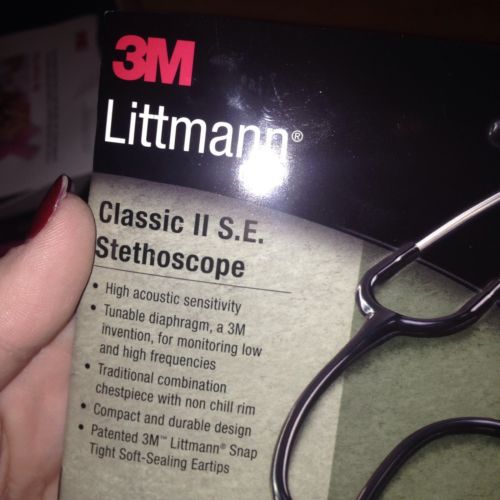 3M
Littmann®
Classic II S.E.
Stethoscope
• High acoustic sensitivity
• Tunable diaphragm, a 3M
invention, for monitoring low
and high frequencies
• Traditional combination
chestpiece with non chill rim
• Compact and durable design
• Patented 3M™ Littmann® Snap
Tight Soft-Sealing Eartips